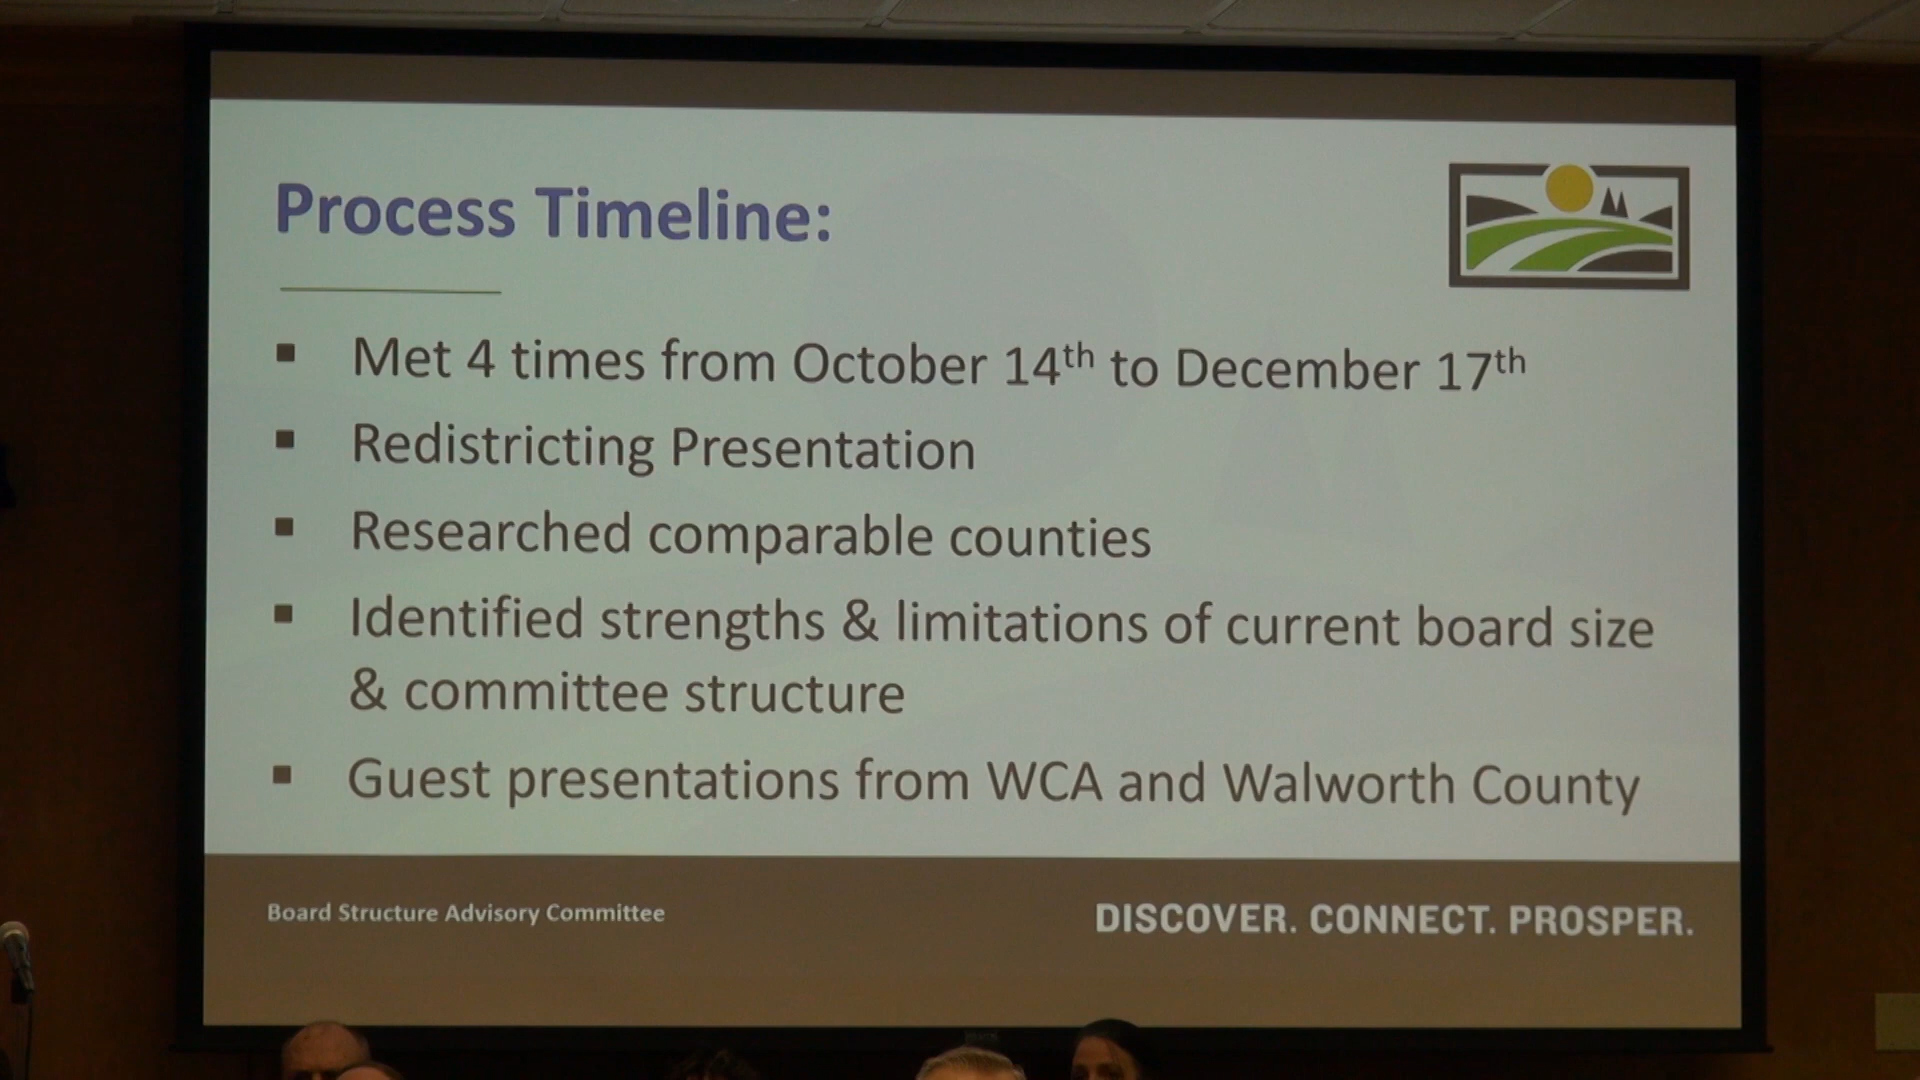 Process Timeline:
▪ Met 4 times from October 14th to December 17th
▪ Redistricting Presentation
▪ Researched comparable counties
▪ Identified strengths & limitations of current board size
& committee structure
▪ Guest presentations from WCA and Walworth County
Board Structure Advisory Committee
DISCOVER. CONNECT. PROSPER.